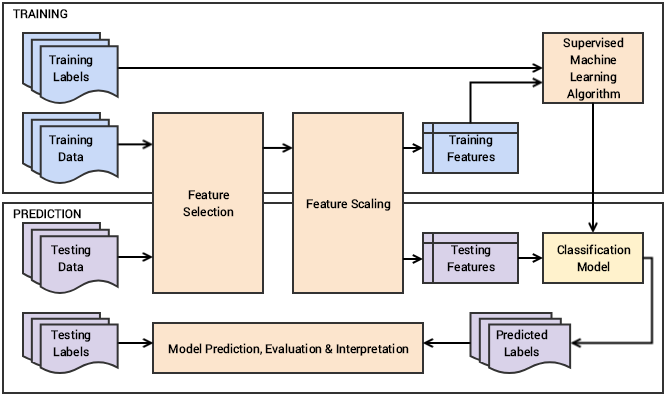 TRAINING
Training
Labels
Supervised
Machine
Learning
Algorithm
Training
Data
Feature
Selection
Feature Scaling
Training
Features
PREDICTION
Testing
Data
Testing
Features
Classification
Model
Testing
Labels
Model Prediction, Evaluation & Interpretation
Predicted
Labels